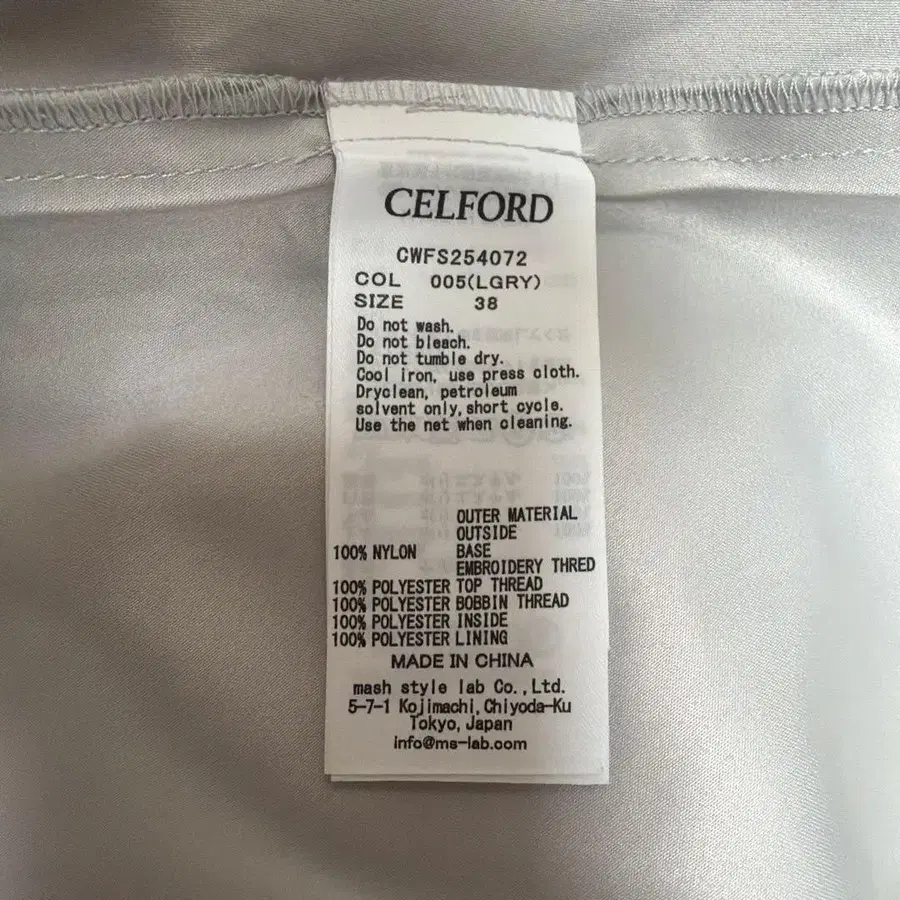 CELFORD
CWFS254072
COL 005(LGRY)
SIZE 38
Do not wash.
Do not bleach.
Do not tumble dry.
Cool iron, use press cloth.
Dryclean, petroleum
solvent only, short cycle.
Use the net when cleaning.
OUTER MATERIAL
OUTSIDE
100% NYLON BASE
EMBROIDERY THRED
100% POLYESTER TOP THREAD
100% POLYESTER BOBBIN THREAD
100% POLYESTER INSIDE
100% POLYESTER LINING
MADE IN CHINA
mash style lab Co., Ltd.
5-7-1 Kojimachi, Chiyoda-Ku
Tokyo, Japan
info@ms-lab.com